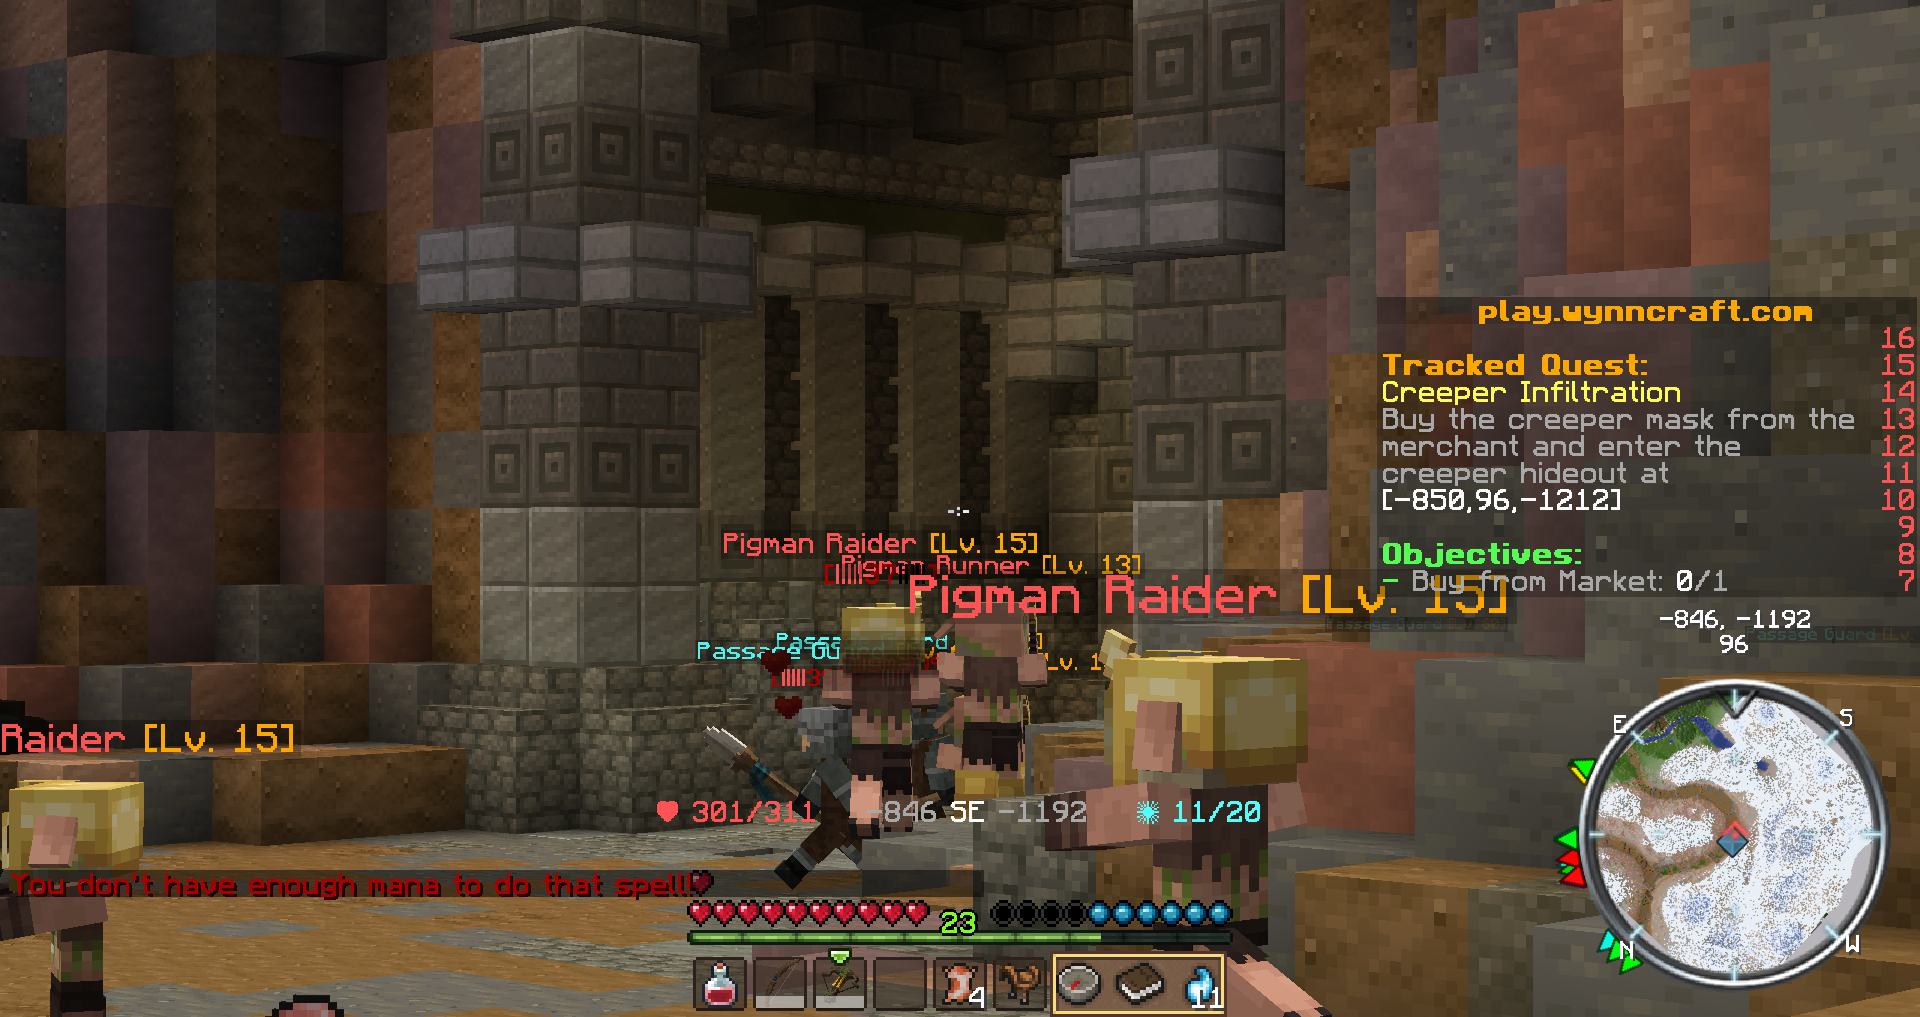 play.wynncraft.com
16
Tracked Quest: 15
Creeper Infiltration 14
Buy the creeper mask from the 13
merchant and enter the 12
creeper hideout at 11
[-850,96,-1212] 10
9
Objectives: 8
- Buy from Market: 0/1 7
Pigman Raider [Lv. 15]
Pigman Runner [Lv. 13]
Pigman Raider [Lv. 15]
-846, -1192
96
Raider [Lv. 15]
E
S
N
W
301/311 -846 SE -1192 11/20
You don't have enough mana to do that spell!
23
4
11